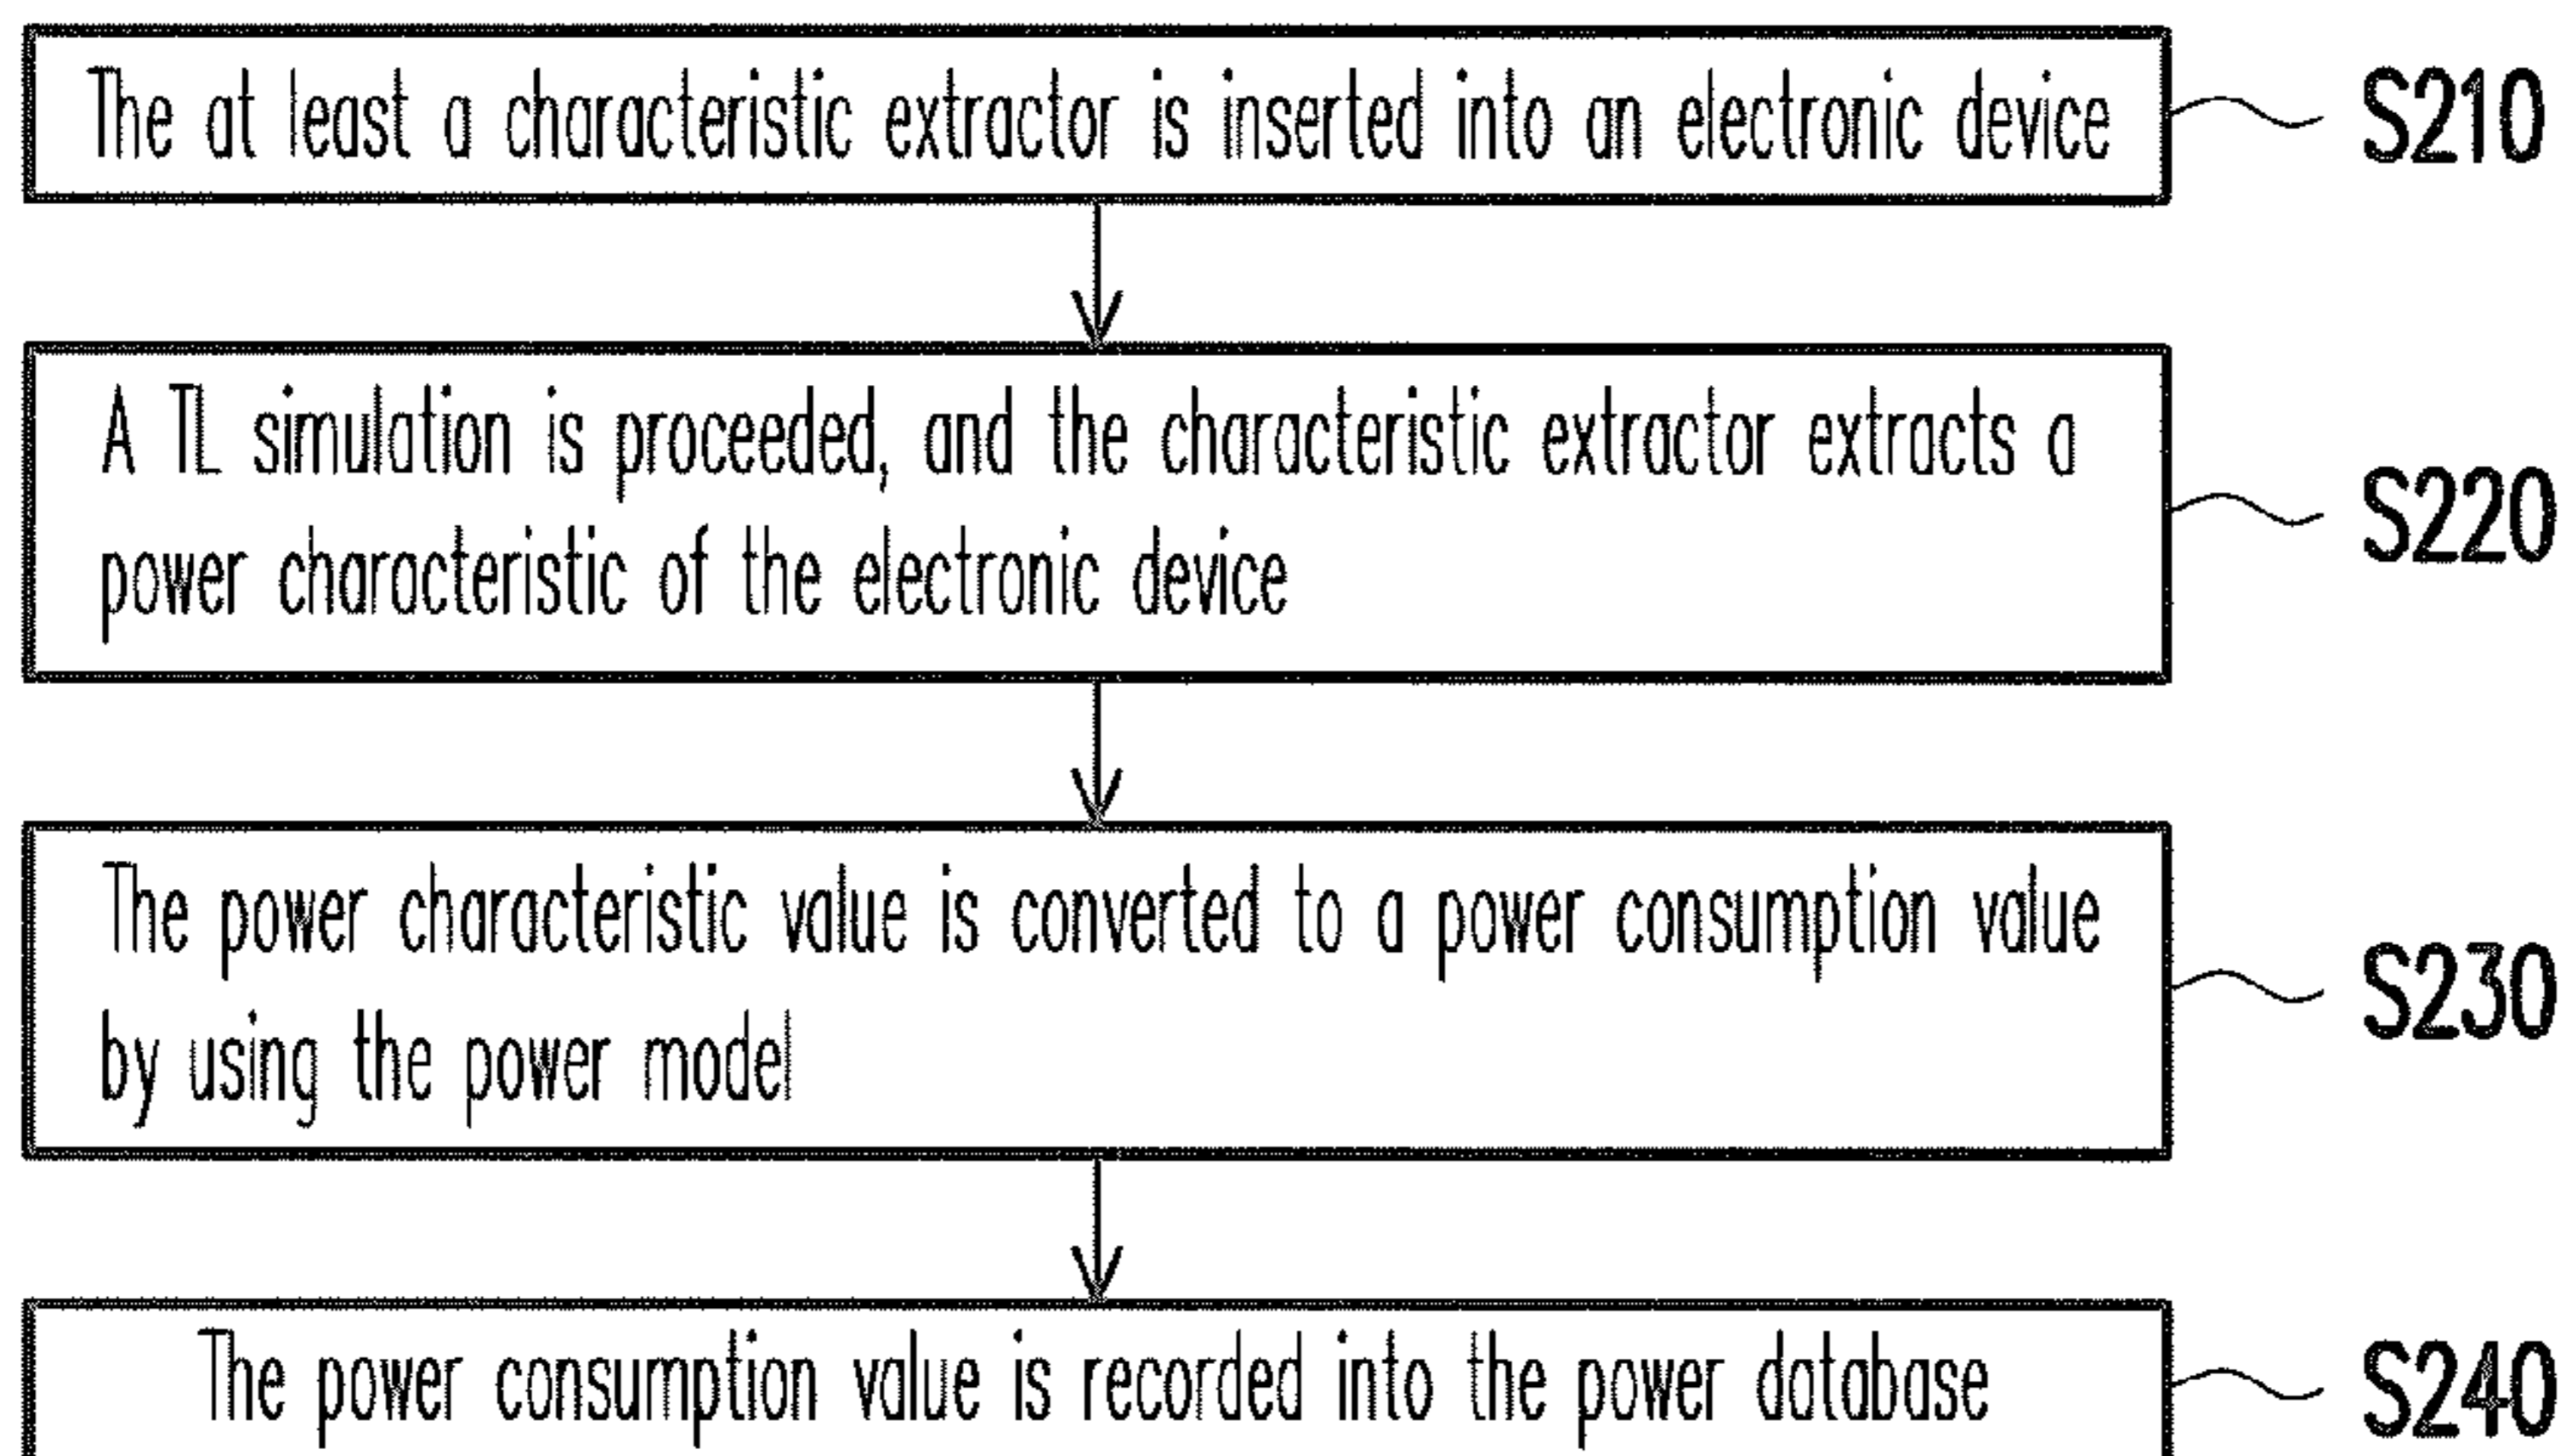 The at least a characteristic extractor is inserted into an electronic device
S210
A TL simulation is proceeded, and the characteristic extractor extracts a
power characteristic of the electronic device
S220
The power characteristic value is converted to a power consumption value
by using the power model
S230
The power consumption value is recorded into the power database
S240